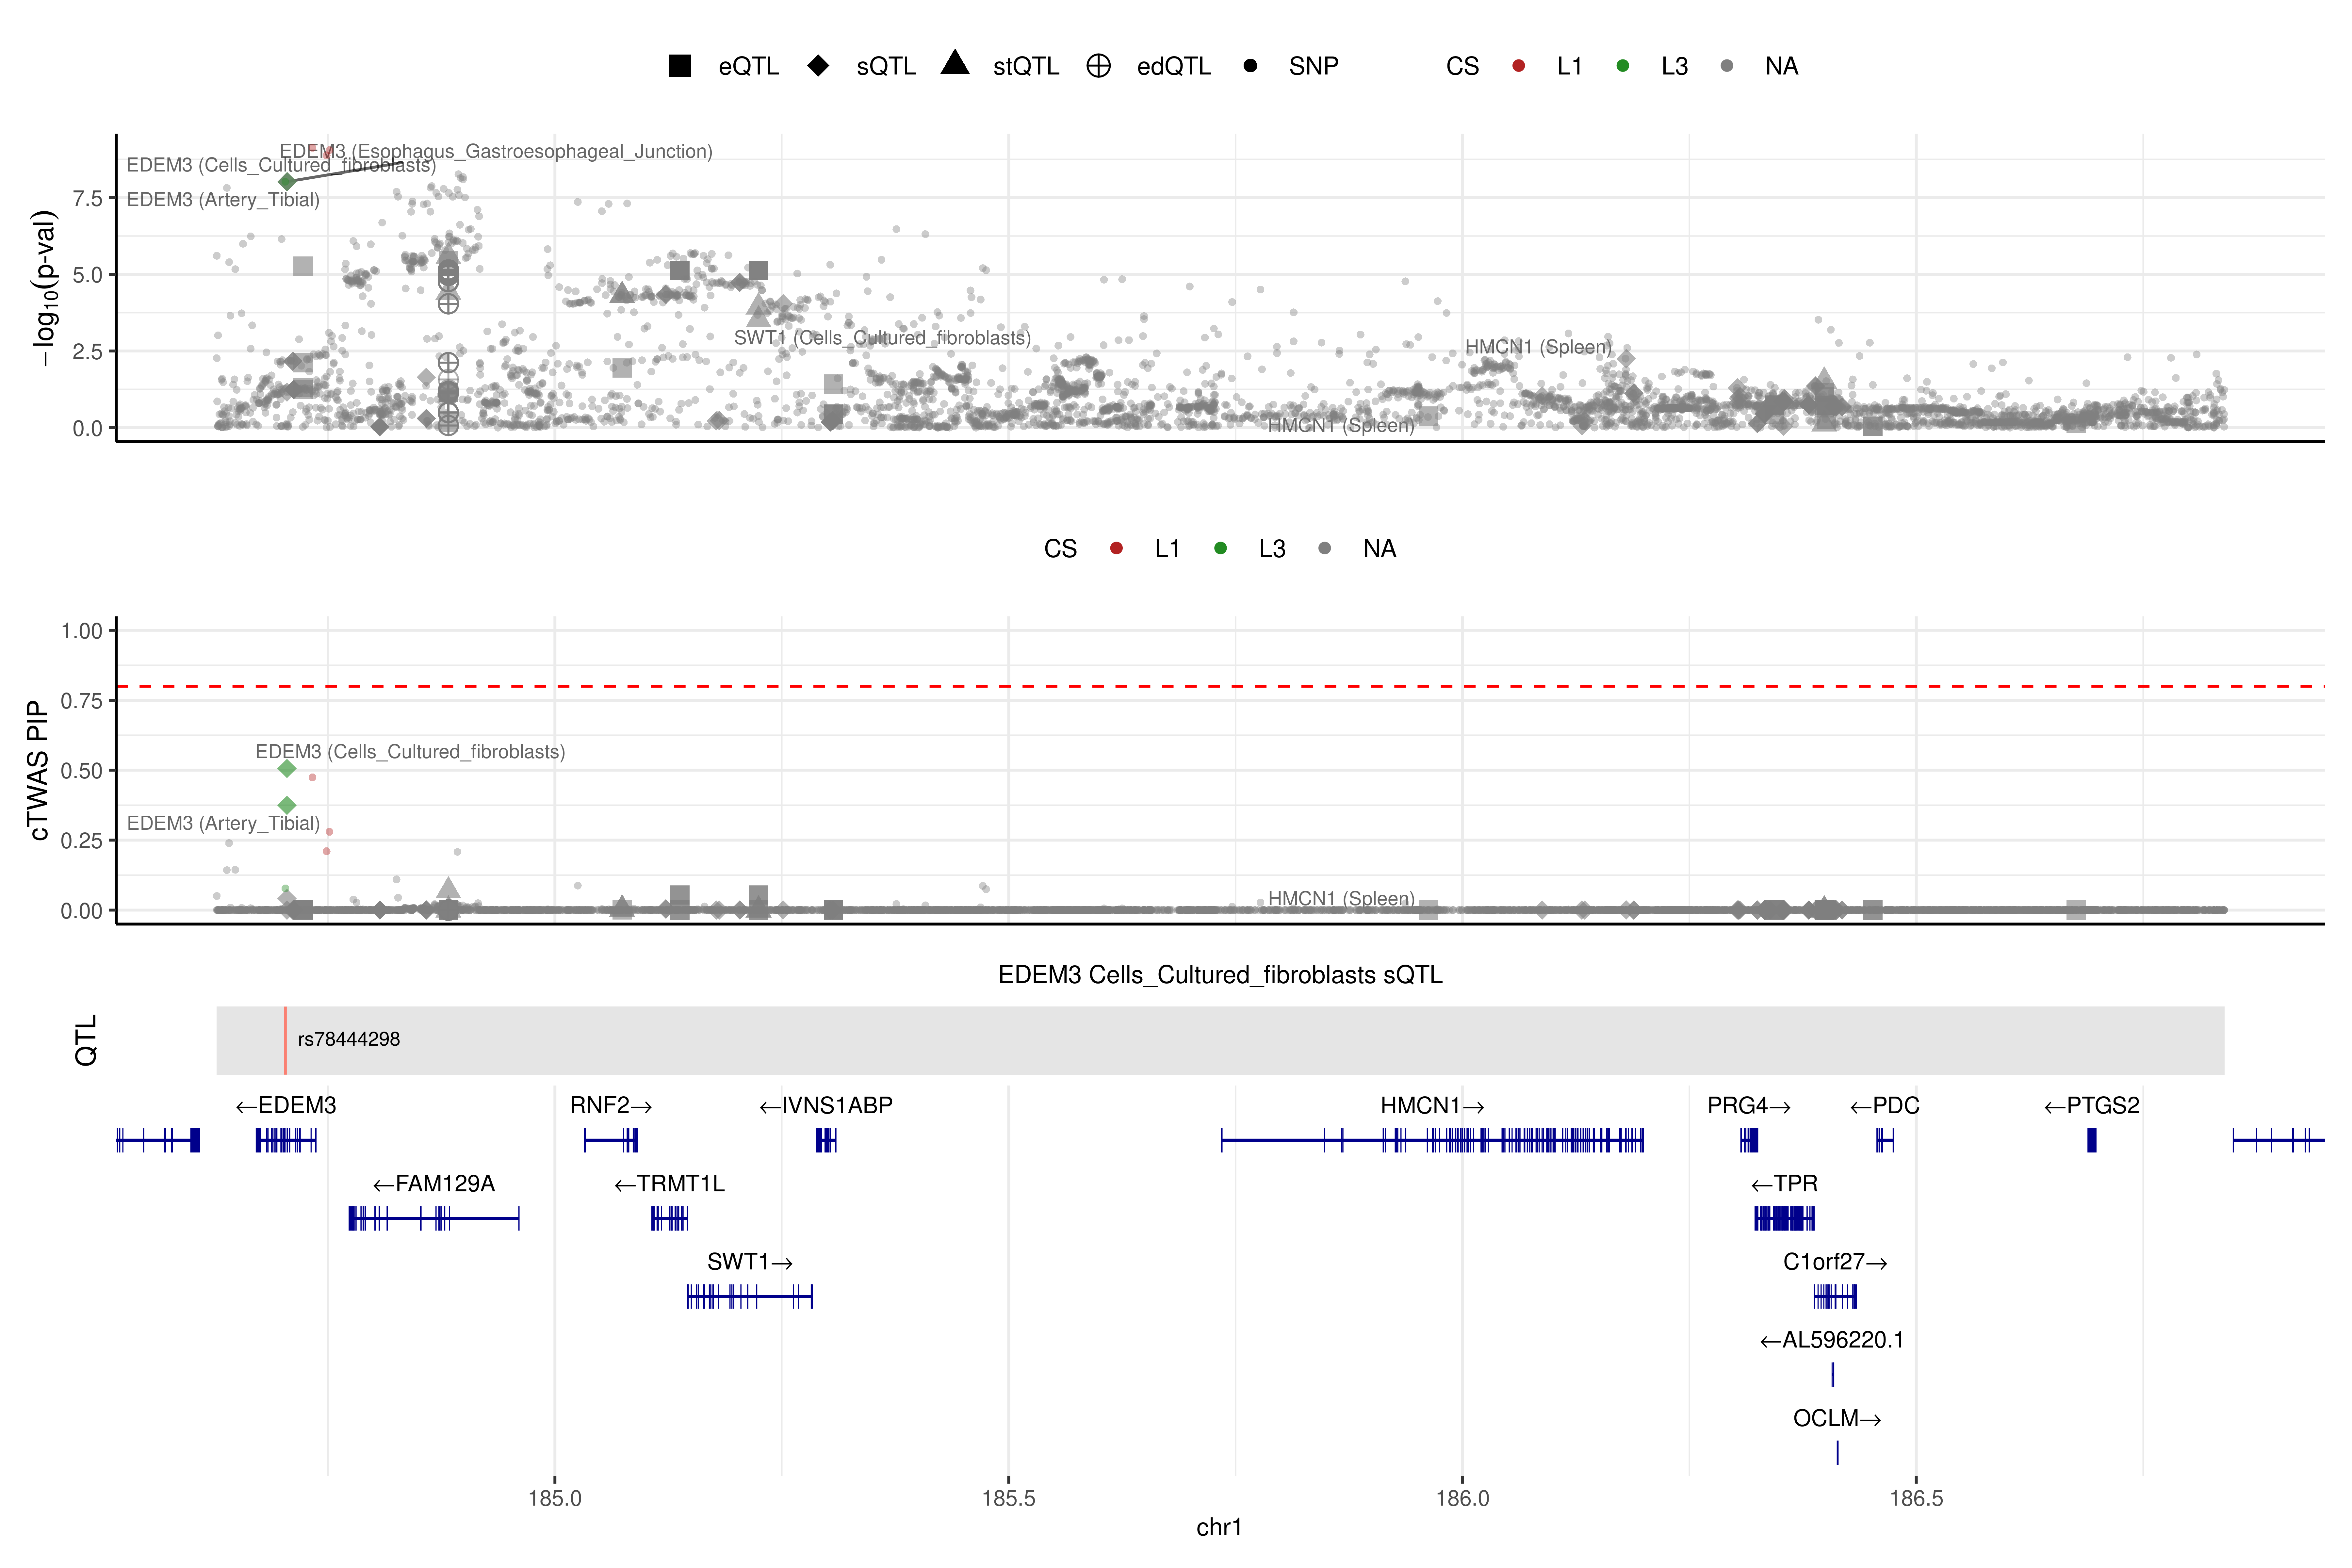 eQTL sQTL stQTL edQTL SNP CS L1 L3 NA
EDEM3 (Esophagus_Gastroesophageal_Junction)
EDEM3 (Cells_Cultured_fibroblasts)
EDEM3 (Artery_Tibial)
SWT1 (Cells_Cultured_fibroblasts)
HMCN1 (Spleen)
HMCN1 (Spleen)
7.5
5.0
2.5
0.0
−log10(p-val)
CS L1 L3 NA
1.00
0.75
0.50
0.25
0.00
cTWAS PIP
EDEM3 (Cells_Cultured_fibroblasts)
EDEM3 (Artery_Tibial)
HMCN1 (Spleen)
EDEM3 Cells_Cultured_fibroblasts sQTL
QTL
rs78444298
←EDEM3 RNF2→ ←IVNS1ABP HMCN1→ PRG4→ ←PDC ←PTGS2
←FAM129A ←TRMT1L ←TPR
SWT1→ C1orf27→
←AL596220.1
OCLM→
185.0 185.5 186.0 186.5
chr1